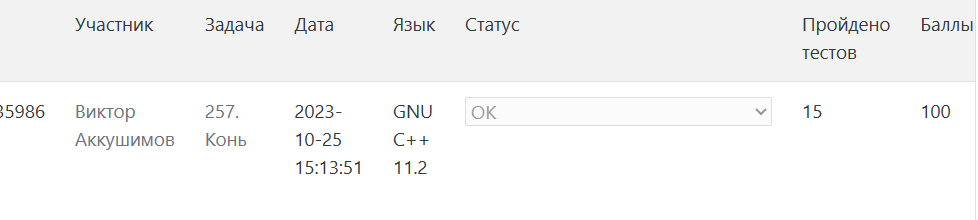 Участник Задача Дата Язык Статус Пройдено тестов Баллы
35986 Виктор Аккушимов 257. Конь 2023-10-25 15:13:51 GNU C++ 11.2 OK 15 100